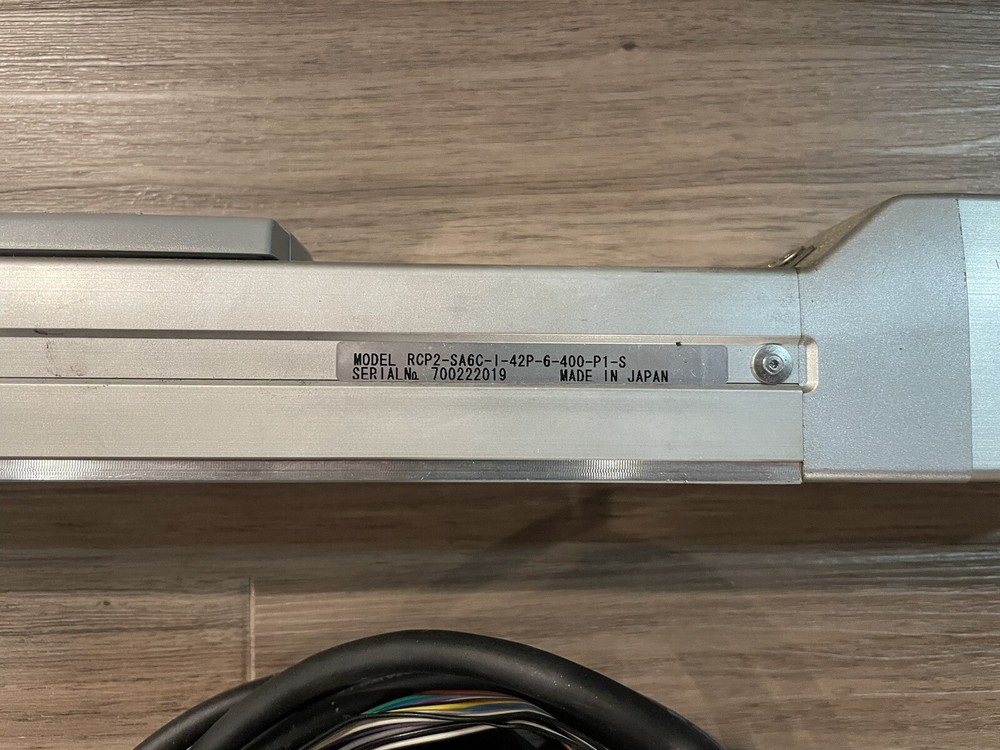 MODEL RCP2-SA6C-I-42P-6-400-P1-S
SERIAL№ 700222019 MADE IN JAPAN